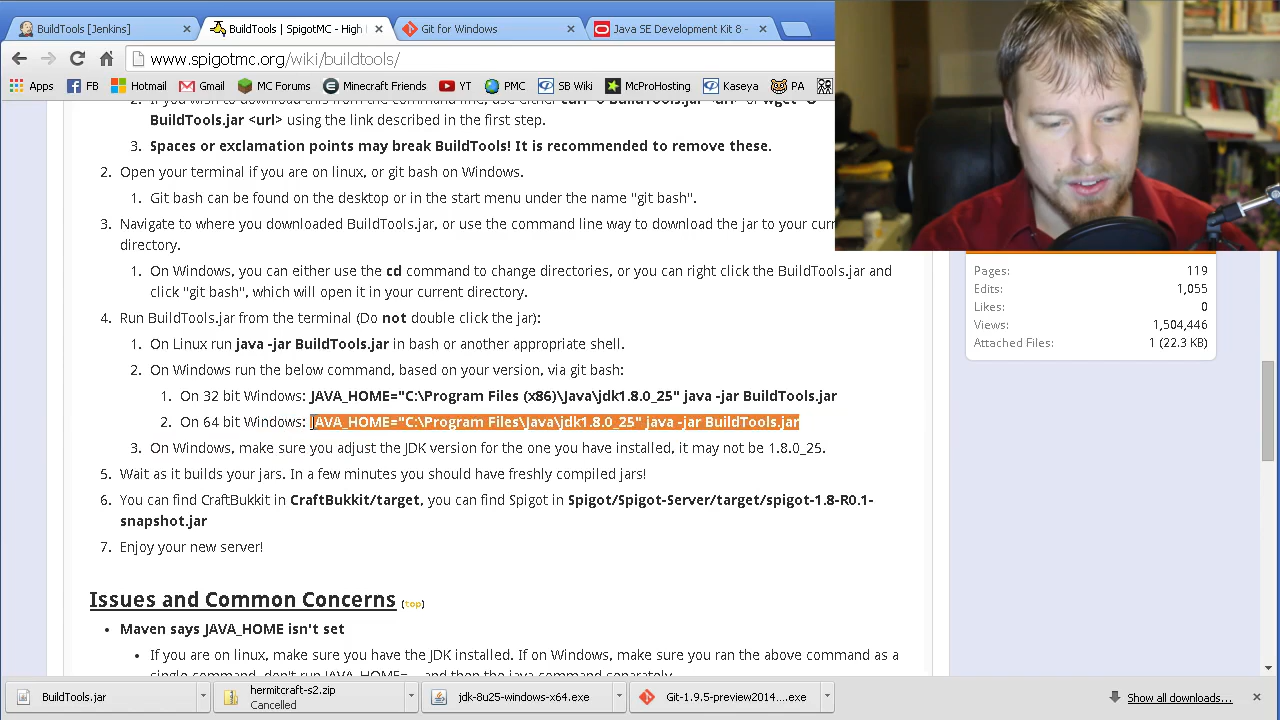 BuildTools [Jenkins]
BuildTools | SpigotMC - High
Git for Windows
Java SE Development Kit 8 -
www.spigotmc.org/wiki/buildtools/
Apps FB Hotmail Gmail MC Forums Minecraft Friends YT PMC SB Wiki McProHosting Kaseya PA
BuildTools.jar <url> using the link described in the first step.
3. Spaces or exclamation points may break BuildTools! It is recommended to remove these.
2. Open your terminal if you are on linux, or git bash on Windows.
1. Git bash can be found on the desktop or in the start menu under the name "git bash".
3. Navigate to where you downloaded BuildTools.jar, or use the command line way to download the jar to your
directory.
1. On Windows, you can either use the cd command to change directories, or you can right click the BuildTools.jar and
click "git bash", which will open it in your current directory.
4. Run BuildTools.jar from the terminal (Do not double click the jar):
1. On Linux run java -jar BuildTools.jar in bash or another appropriate shell.
2. On Windows run the below command, based on your version, via git bash:
1. On 32 bit Windows: JAVA_HOME="C:\Program Files (x86)\Java\jdk1.8.0_25" java -jar BuildTools.jar
2. On 64 bit Windows: JAVA_HOME="C:\Program Files\Java\jdk1.8.0_25" java -jar BuildTools.jar
3. On Windows, make sure you adjust the JDK version for the one you have installed, it may not be 1.8.0_25.
5. Wait as it builds your jars. In a few minutes you should have freshly compiled jars!
6. You can find CraftBukkit in CraftBukkit/target, you can find Spigot in Spigot/Spigot-Server/target/spigot-1.8-R0.1-
snapshot.jar
7. Enjoy your new server!
Pages: 119
Edits: 1,055
Likes: 0
Views: 1,504,446
Attached Files: 1 (22.3 KB)
Issues and Common Concerns (top)
• Maven says JAVA_HOME isn't set
• If you are on linux, make sure you have the JDK installed. If on Windows, make sure you ran the above command as a
BuildTools.jar
hermitcraft-s2.zip
Cancelled
jdk-8u25-windows-x64.exe
Git-1.9.5-preview2014....exe
Show all downloads...